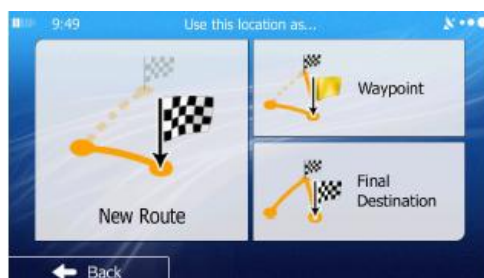 9:49
Use this location as...
New Route
Waypoint
Final
Destination
Back